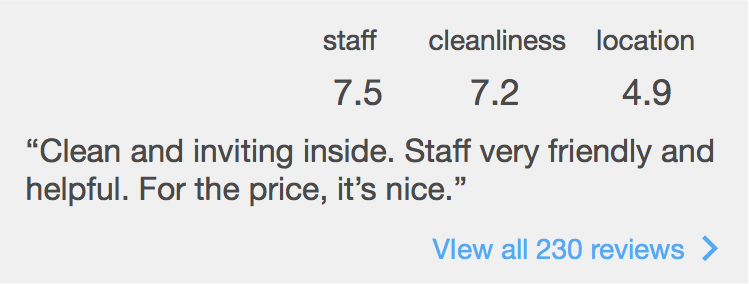 staff cleanliness location
7.5 7.2 4.9
“Clean and inviting inside. Staff very friendly and
helpful. For the price, it’s nice.”
VIew all 230 reviews